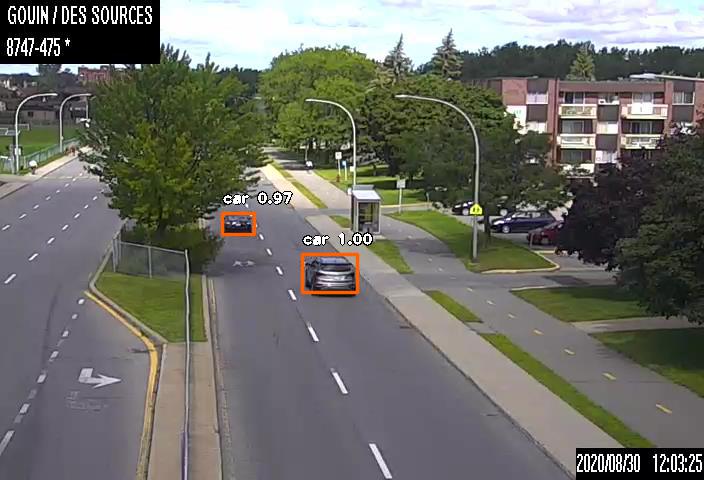 GOUIN / DES SOURCES
8747-475 *
car 0.97
car 1.00
2020/08/30 12:03:25